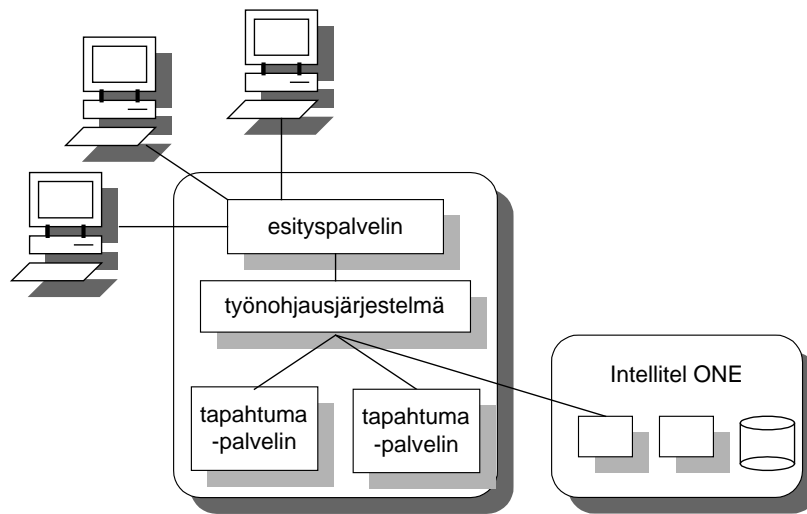 esityspalvelin
työnohjausjärjestelmä
Intellitel ONE
tapahtuma
-palvelin
tapahtuma
-palvelin